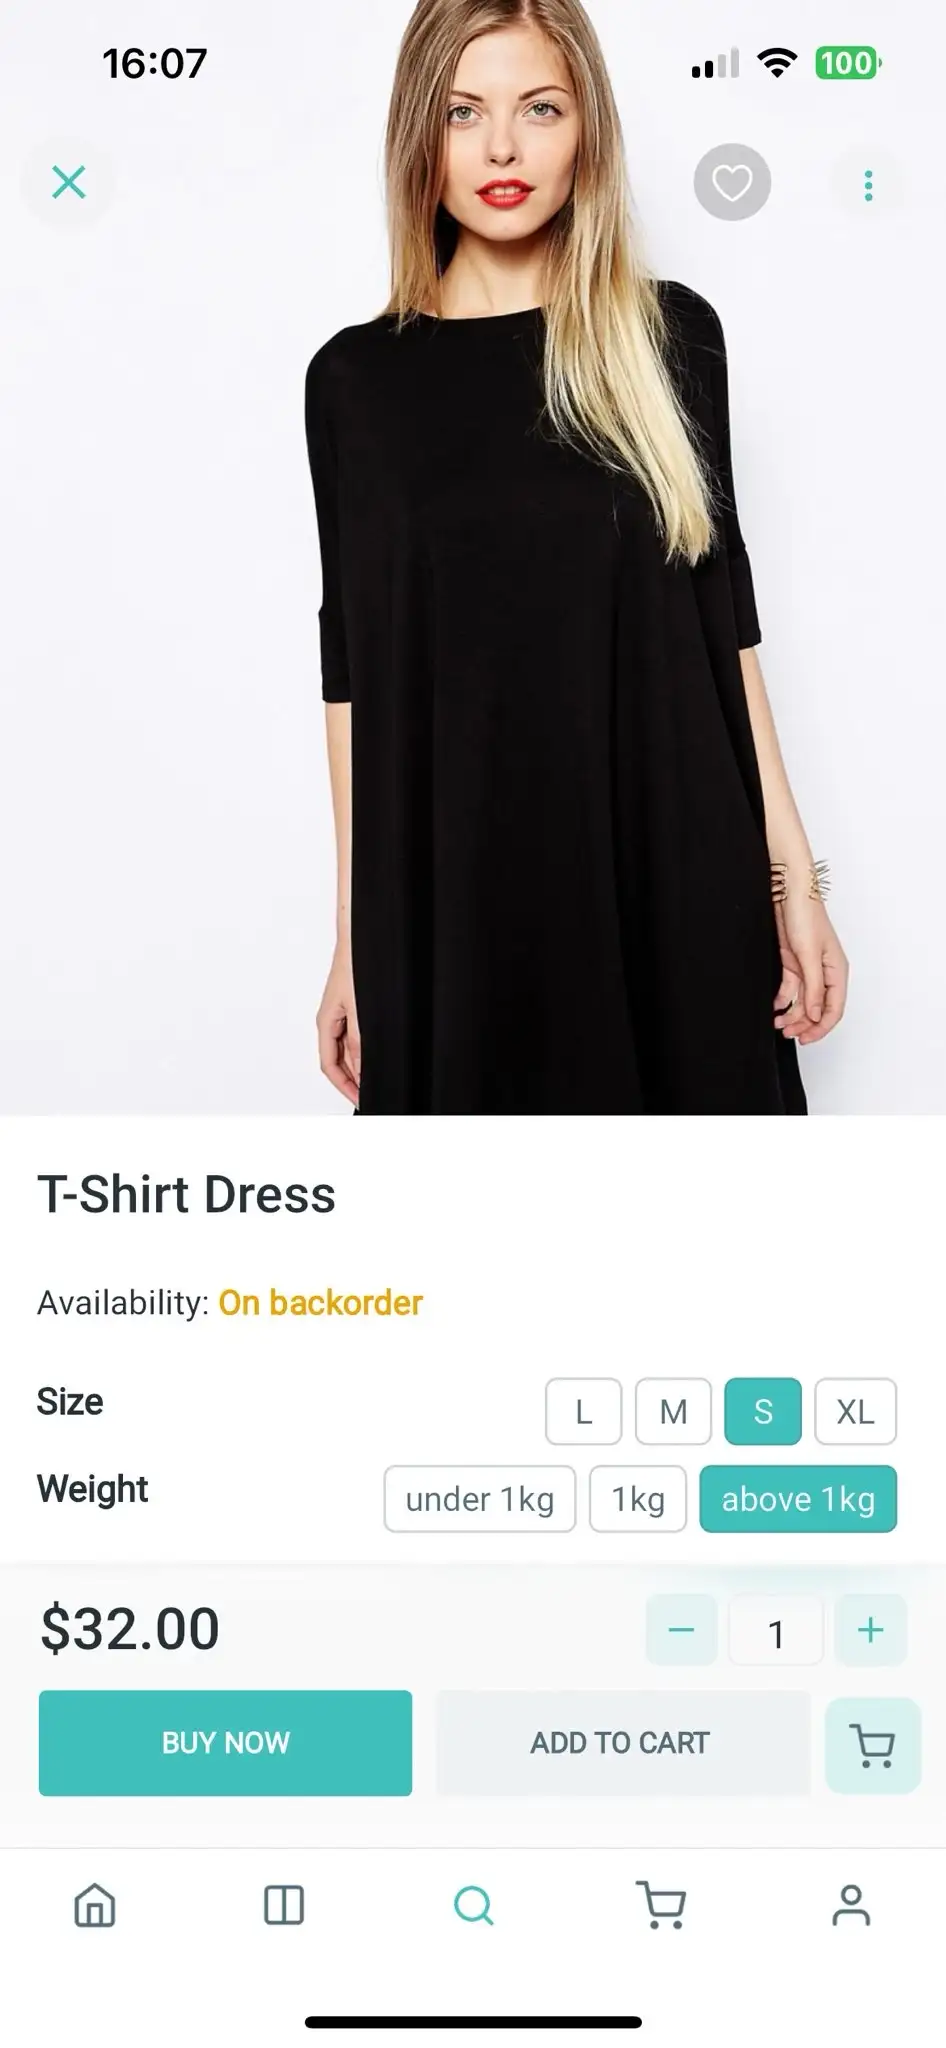 16:07
100
T-Shirt Dress
Availability: On backorder
Size L M S XL
Weight under 1kg 1kg above 1kg
$32.00 1
BUY NOW ADD TO CART